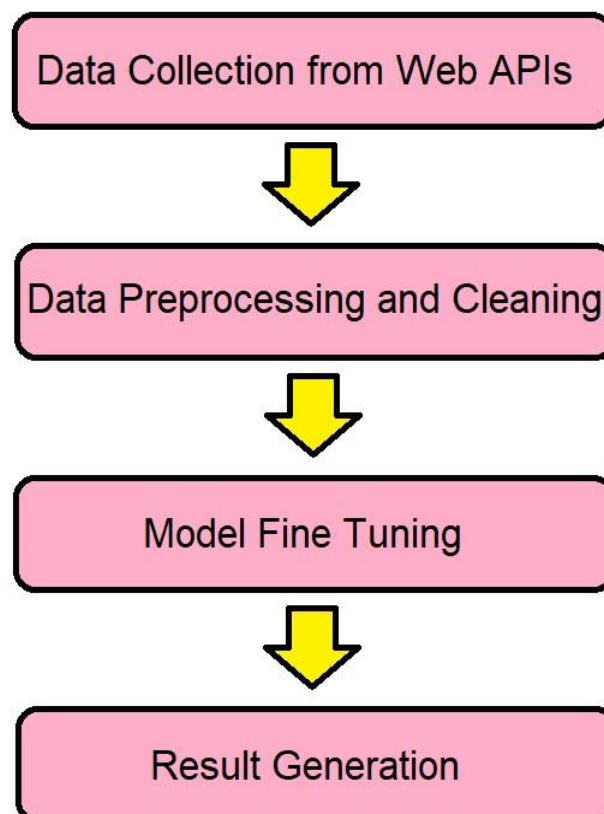 Data Collection from Web APIs
Data Preprocessing and Cleaning
Model Fine Tuning
Result Generation